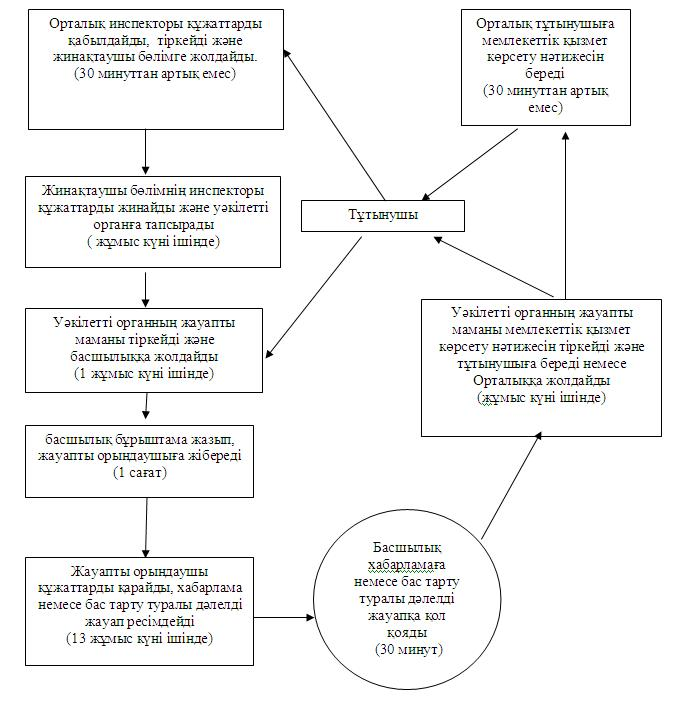 Орталық инспекторы құжаттарды
қабылдайды, тіркейді және
жинақтаушы бөлімге жолдайды.
(30 минуттан артық емес)
Орталық тұтынушыға
мемлекеттік қызмет
көрсету нәтижесін
береді
(30 минуттан артық
емес)
Жинақтаушы бөлімнің инспекторы
құжаттарды жинайды және уәкілетті
органға тапсырады
( жұмыс күні ішінде)
Тұтынушы
Уәкілетті органның жауапты
маманы тіркейді және
басшылыққа жолдайды
(1 жұмыс күні ішінде)
Уәкілетті органның жауапты
маманы мемлекеттік қызмет
көрсету нәтижесін тіркейді және
тұтынушыға береді немесе
Орталыққа жолдайды
(жұмыс күні ішінде)
басшылық бұрыштама жазып,
жауапты орындаушыға жібереді
(1 сағат)
Жауапты орындаушы
құжаттарды қарайды, хабарлама
немесе бас тарту туралы дәлелді
жауап ресімдейді
(13 жұмыс күні ішінде)
Басшылық
хабарламаға
немесе бас тарту
туралы дәлелді
жауапқа қол
қояды
(30 минут)